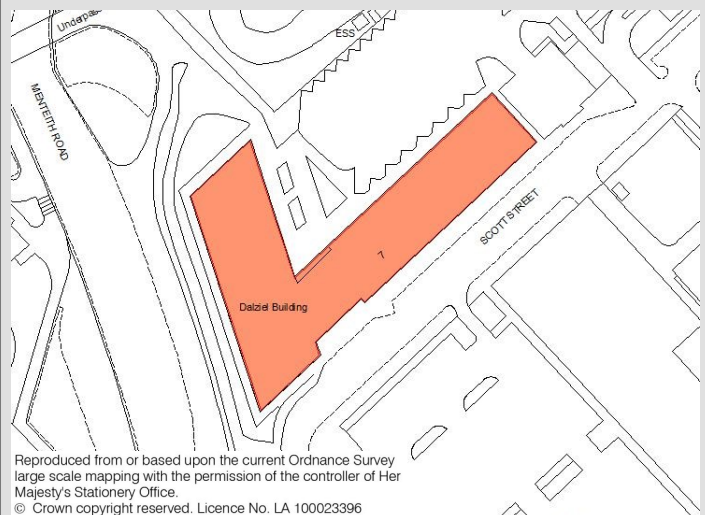 Underpass
ESS
MENTEITH ROAD
SCOTT STREET
7
Dalziel Building
Reproduced from or based upon the current Ordnance Survey
large scale mapping with the permission of the controller of Her
Majesty's Stationery Office.
© Crown copyright reserved. Licence No. LA 100023396